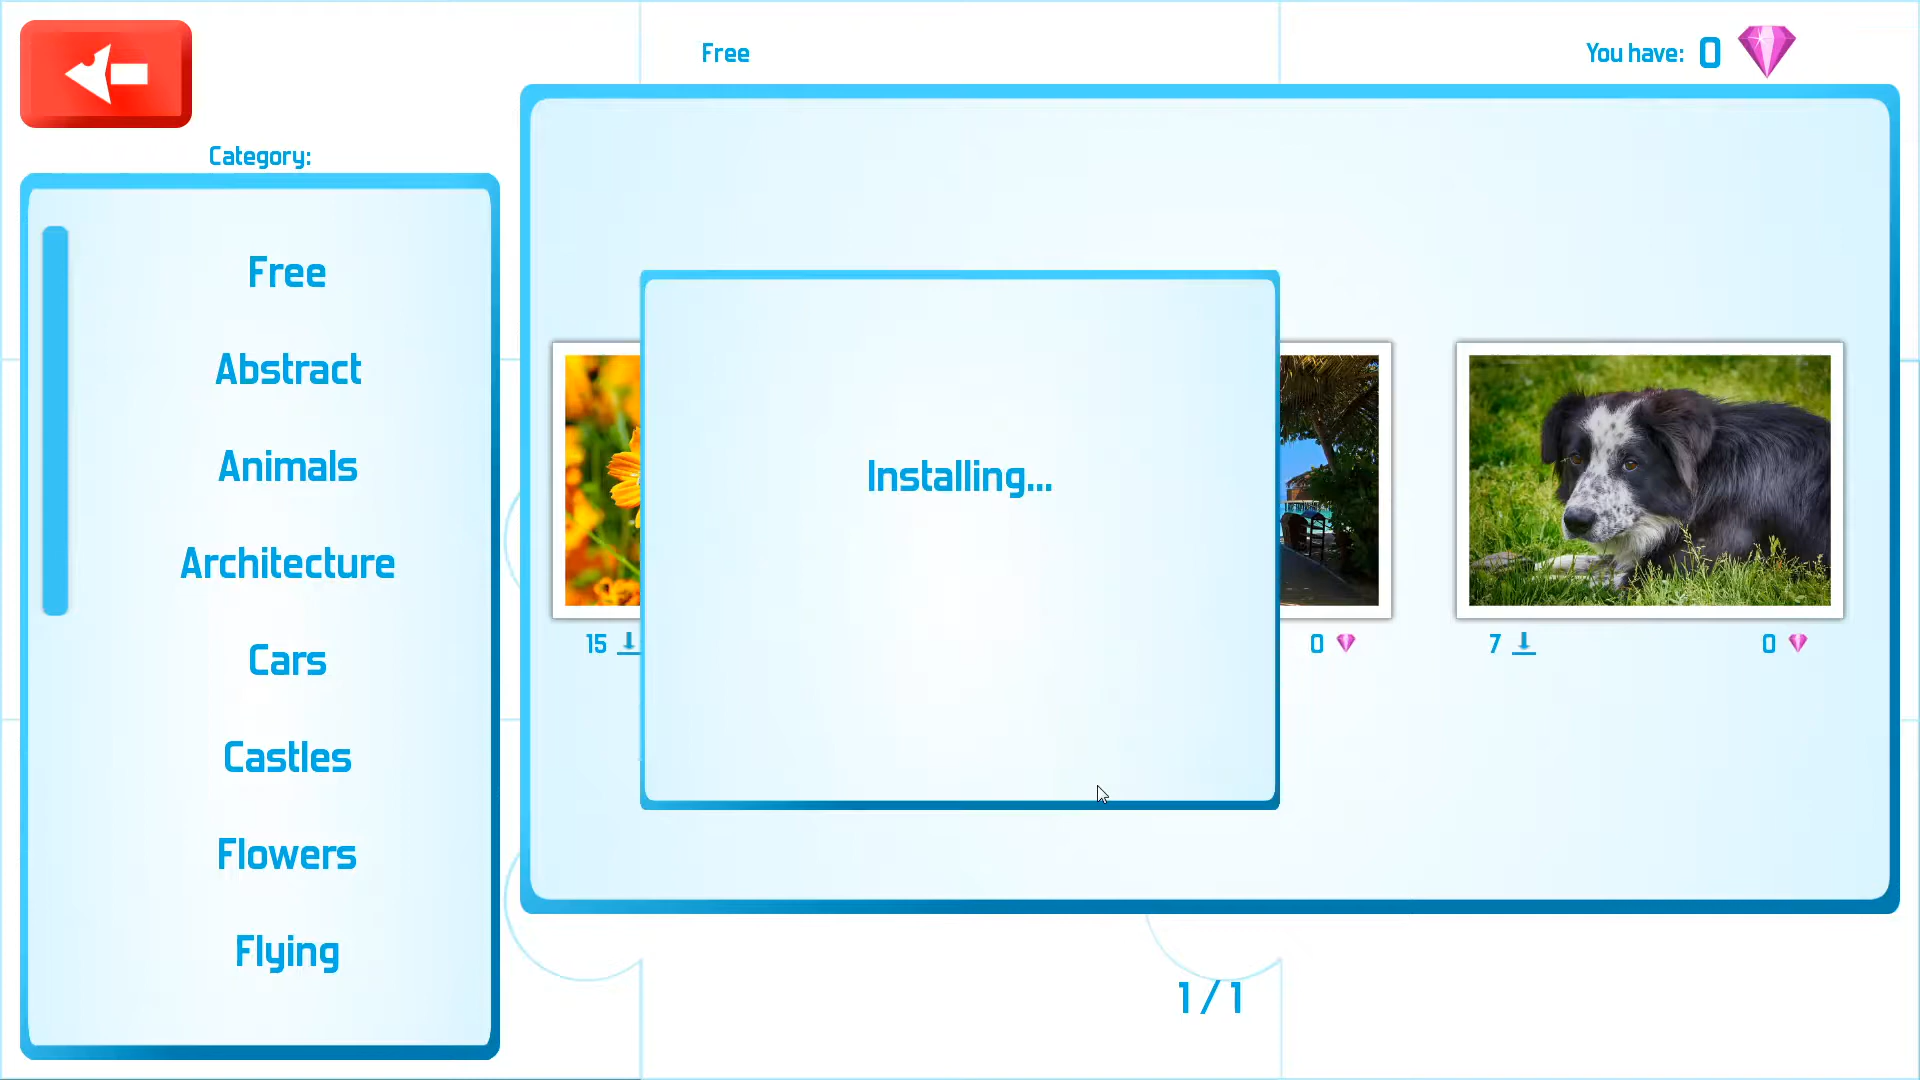 Free
You have: 0
Category:
Free
Abstract
Animals
Architecture
Cars
Castles
Flowers
Flying
Installing...
15
0
7
0
1 / 1